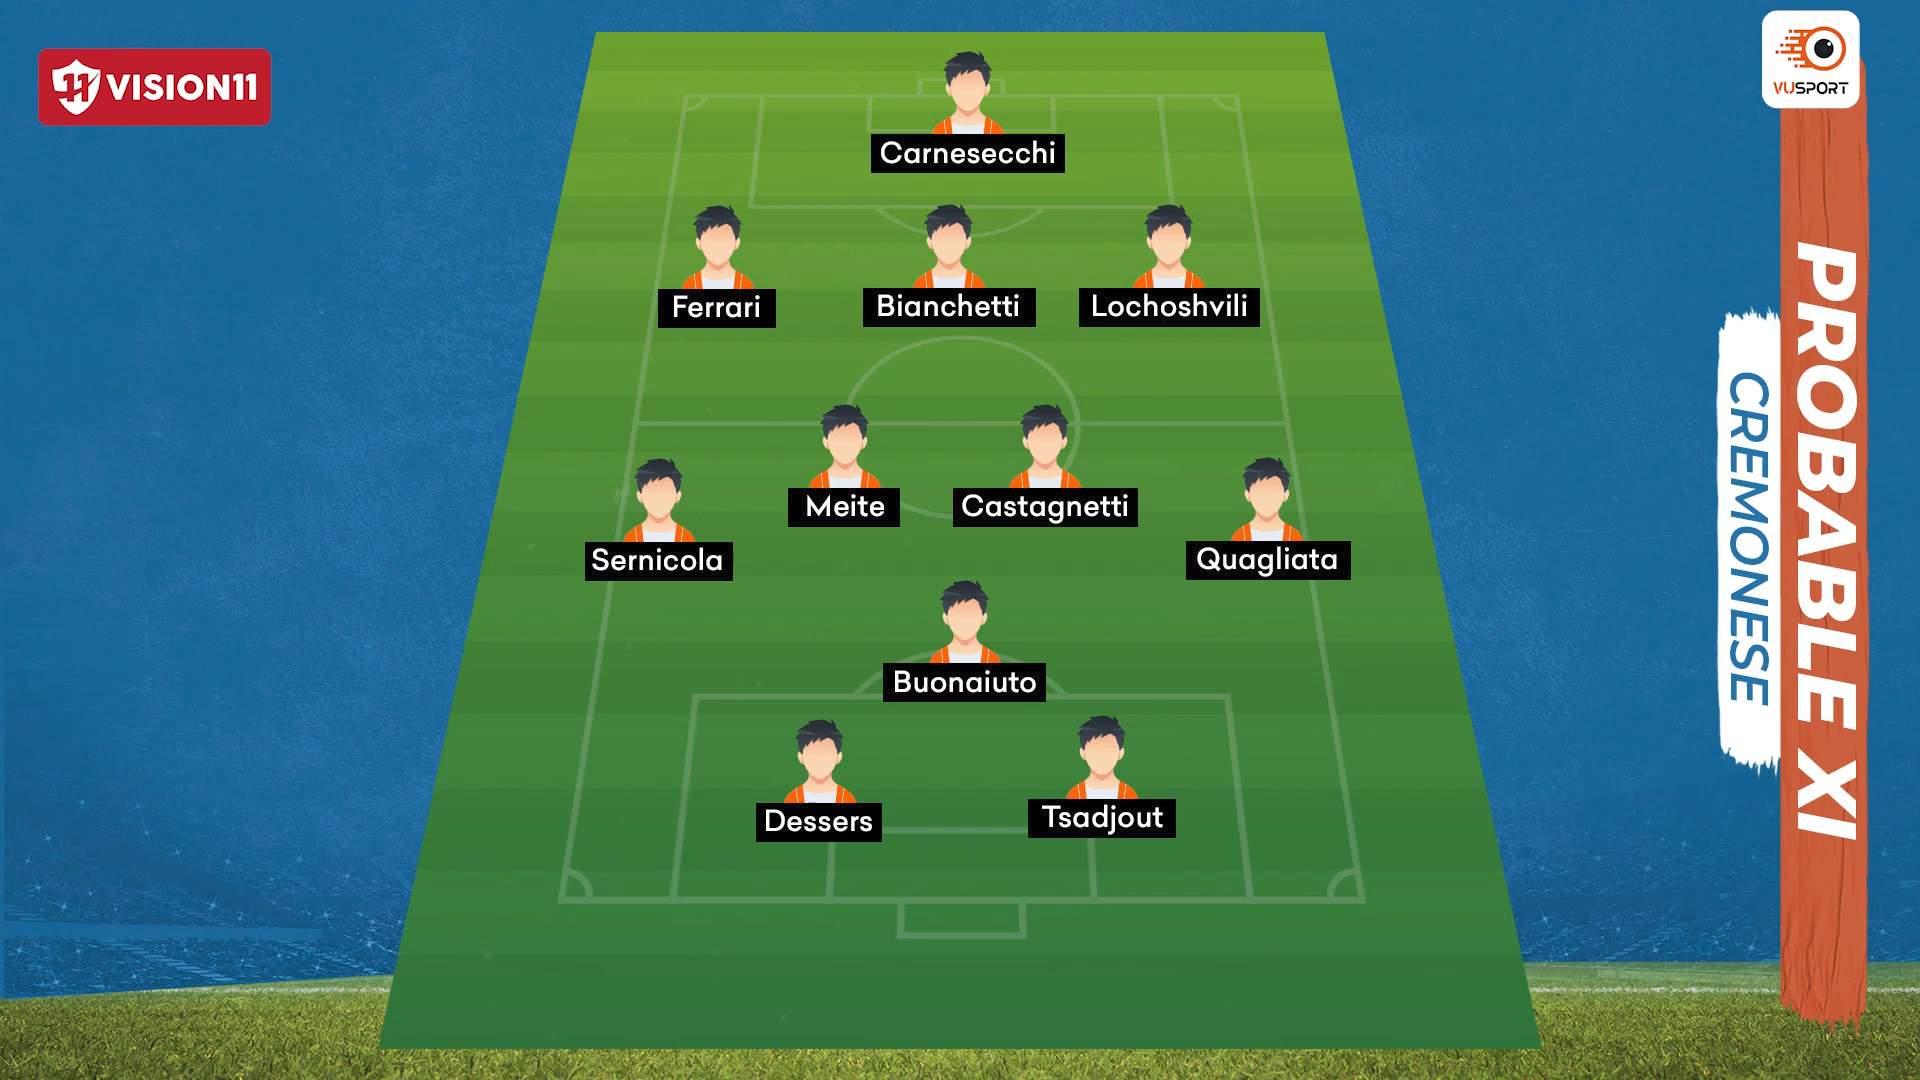 VISION11
VUSPORT
Carnesecchi
Ferrari
Bianchetti
Lochoshvili
Meite
Castagnetti
Sernicola
Quagliata
Buonaiuto
Dessers
Tsadjout
PROBABLE XI
CREMONESE